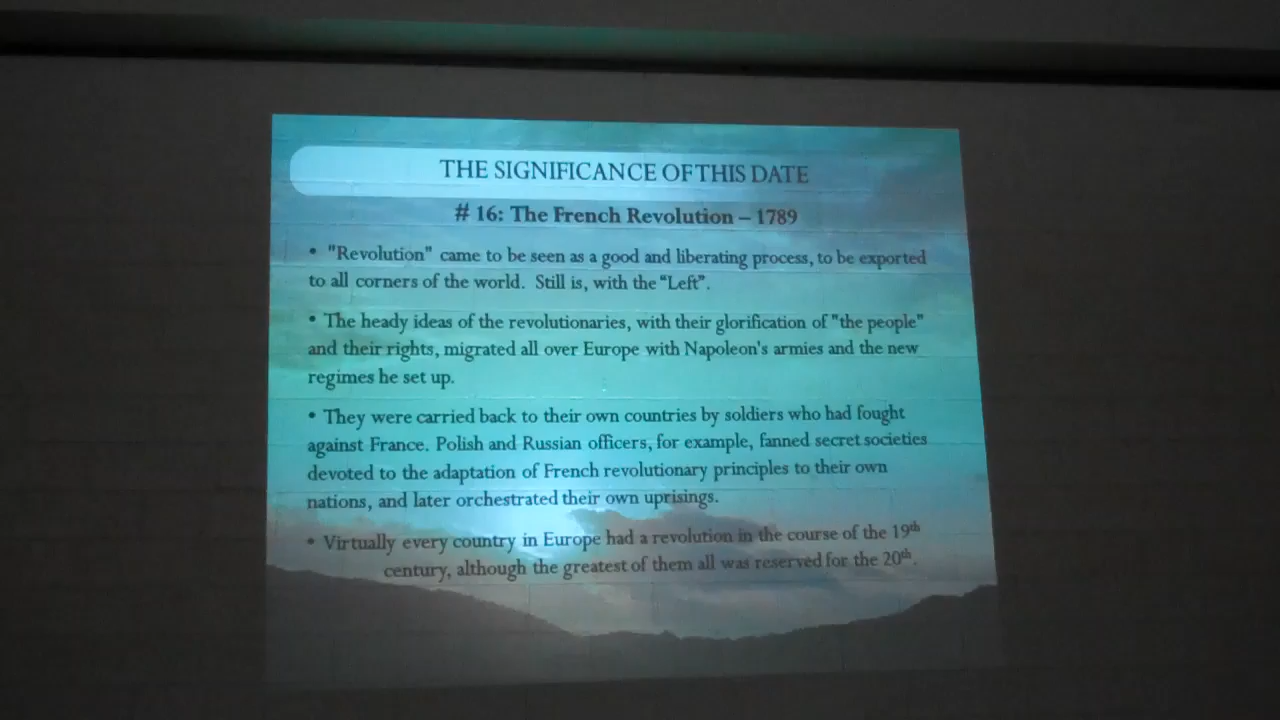 THE SIGNIFICANCE OF THIS DATE
# 16: The French Revolution – 1789
• "Revolution" came to be seen as a good and liberating process, to be exported
to all corners of the world. Still is, with the “Left”.
• The heady ideas of the revolutionaries, with their glorification of "the people"
and their rights, migrated all over Europe with Napoleon's armies and the new
regimes he set up.
• They were carried back to their own countries by soldiers who had fought
against France. Polish and Russian officers, for example, fanned secret societies
devoted to the adaptation of French revolutionary principles to their own
nations, and later orchestrated their own uprisings.
• Virtually every country in Europe had a revolution in the course of the 19th
century, although the greatest of them all was reserved for the 20th.